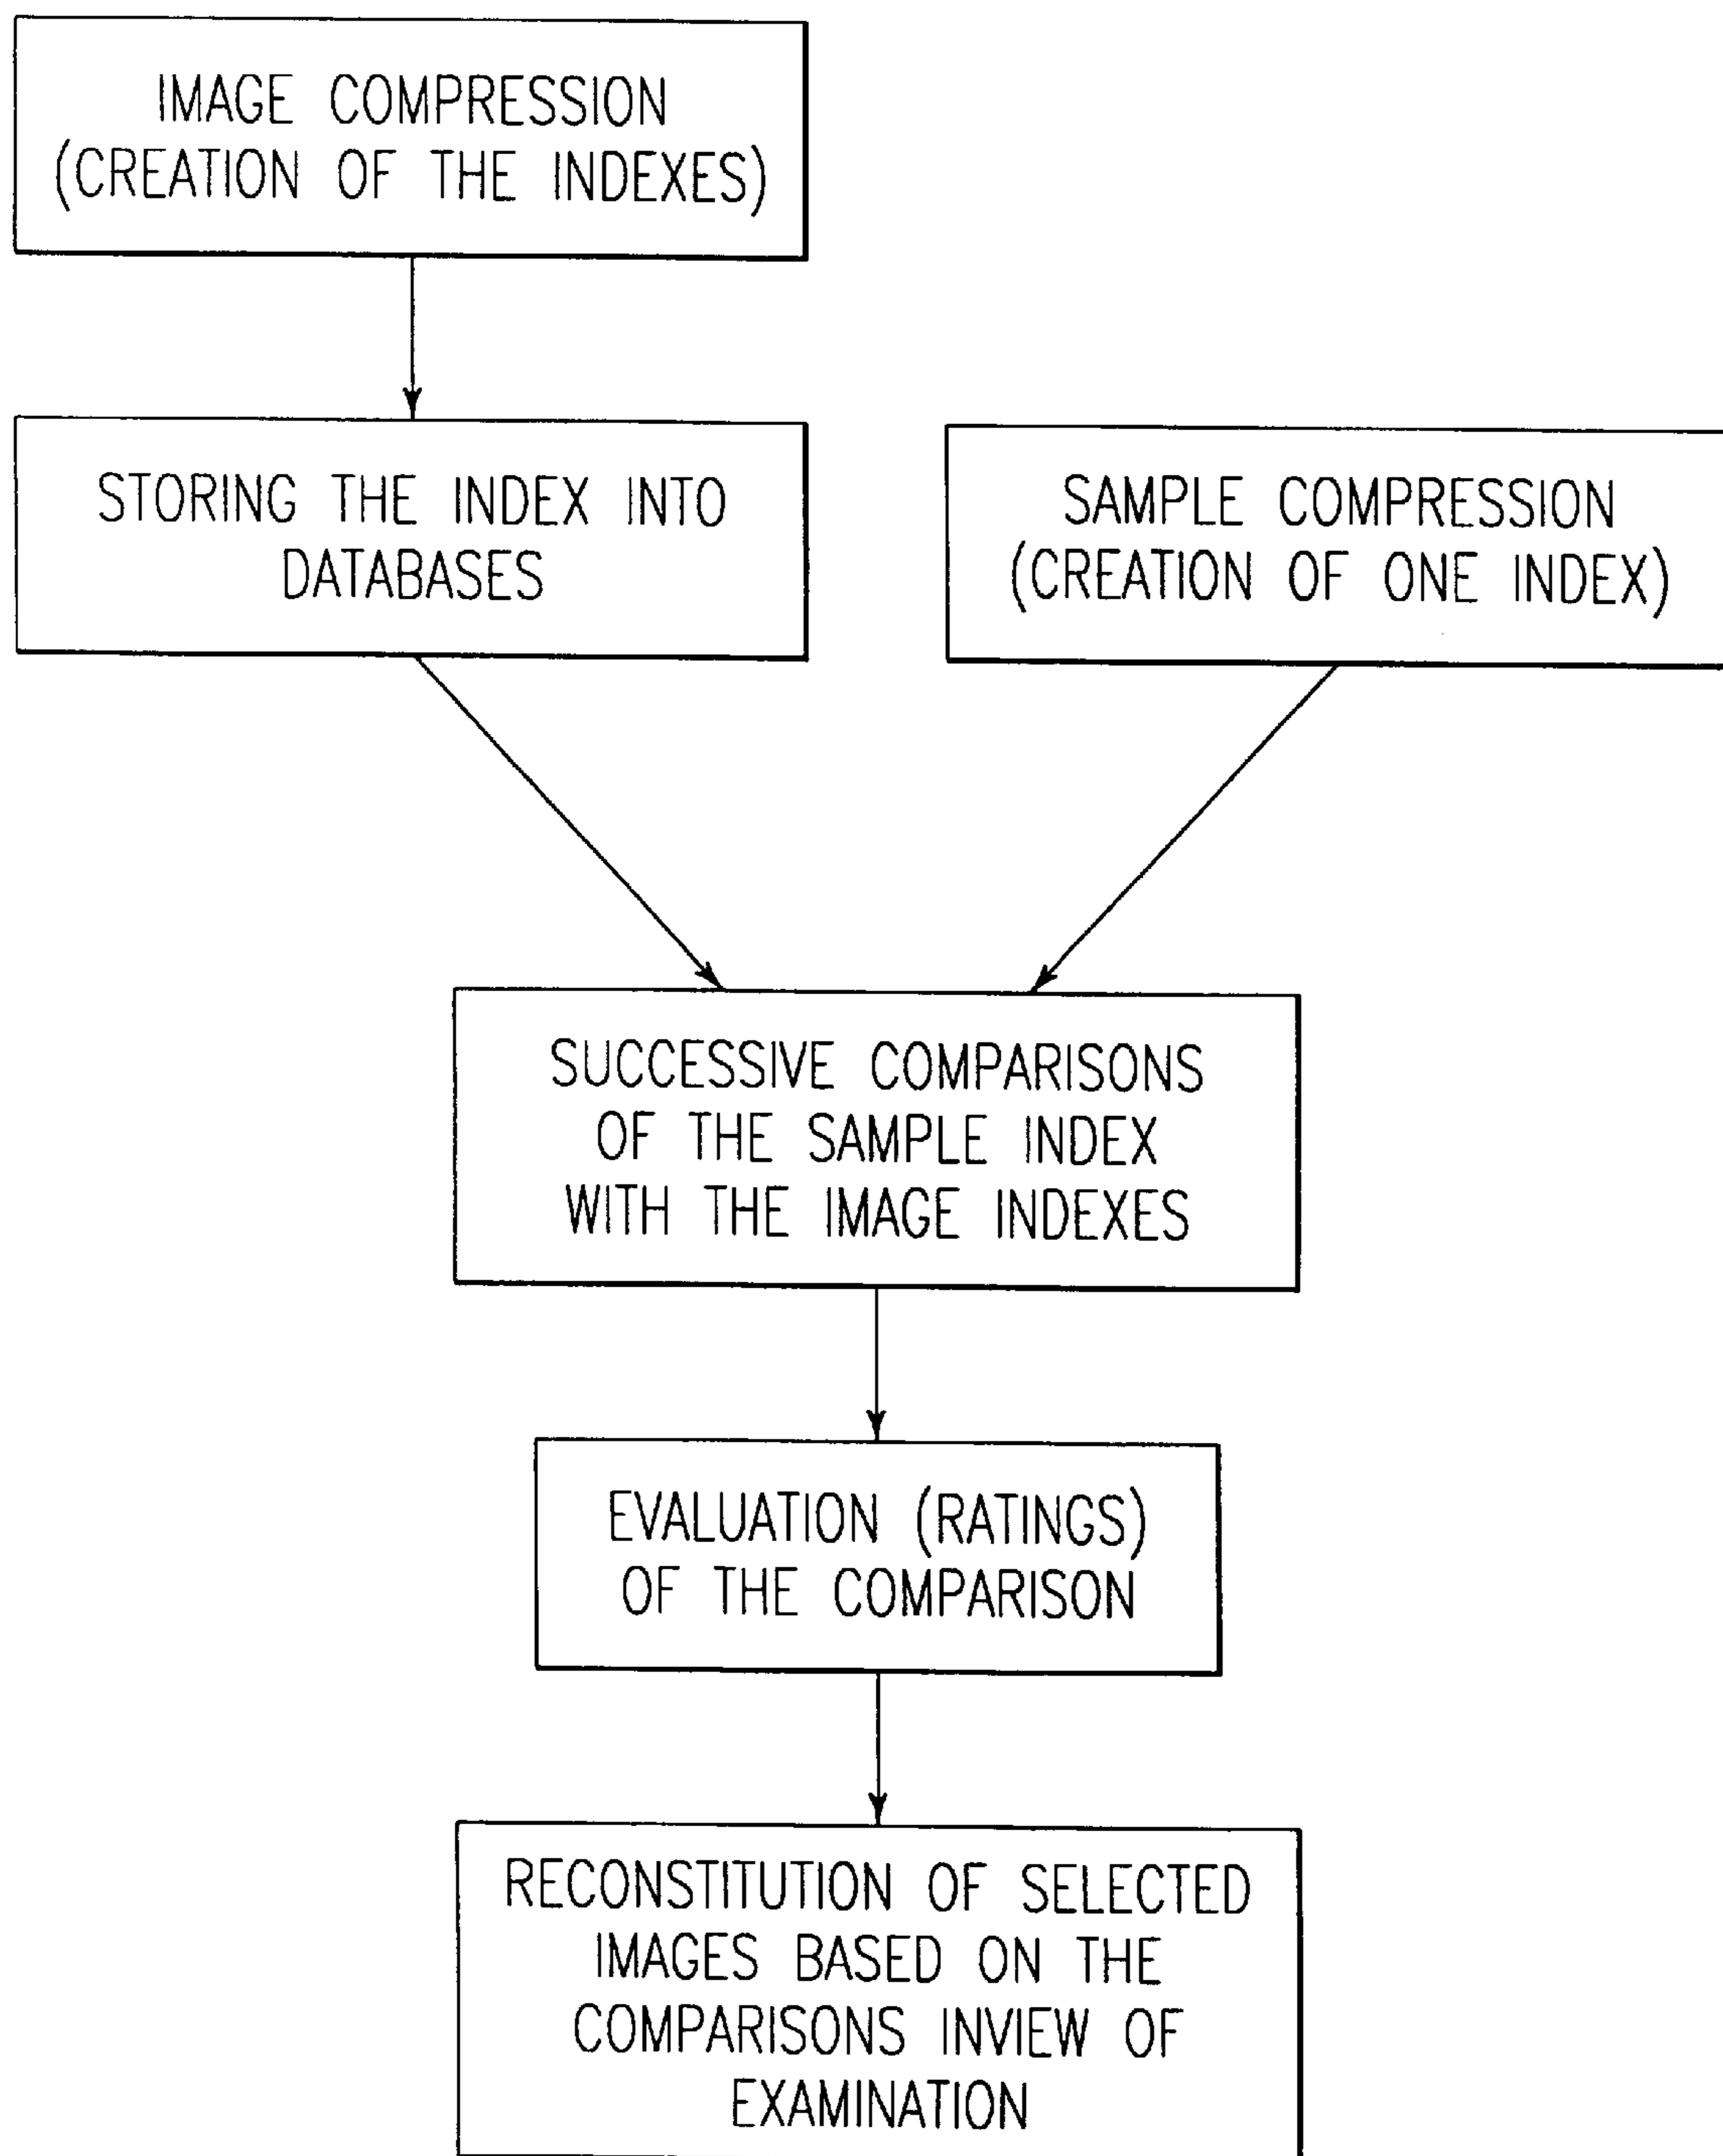 IMAGE COMPRESSION
(CREATION OF THE INDEXES)
STORING THE INDEX INTO
DATABASES
SAMPLE COMPRESSION
(CREATION OF ONE INDEX)
SUCCESSIVE COMPARISONS
OF THE SAMPLE INDEX
WITH THE IMAGE INDEXES
EVALUATION (RATINGS)
OF THE COMPARISON
RECONSTITUTION OF SELECTED
IMAGES BASED ON THE
COMPARISONS INVIEW OF
EXAMINATION